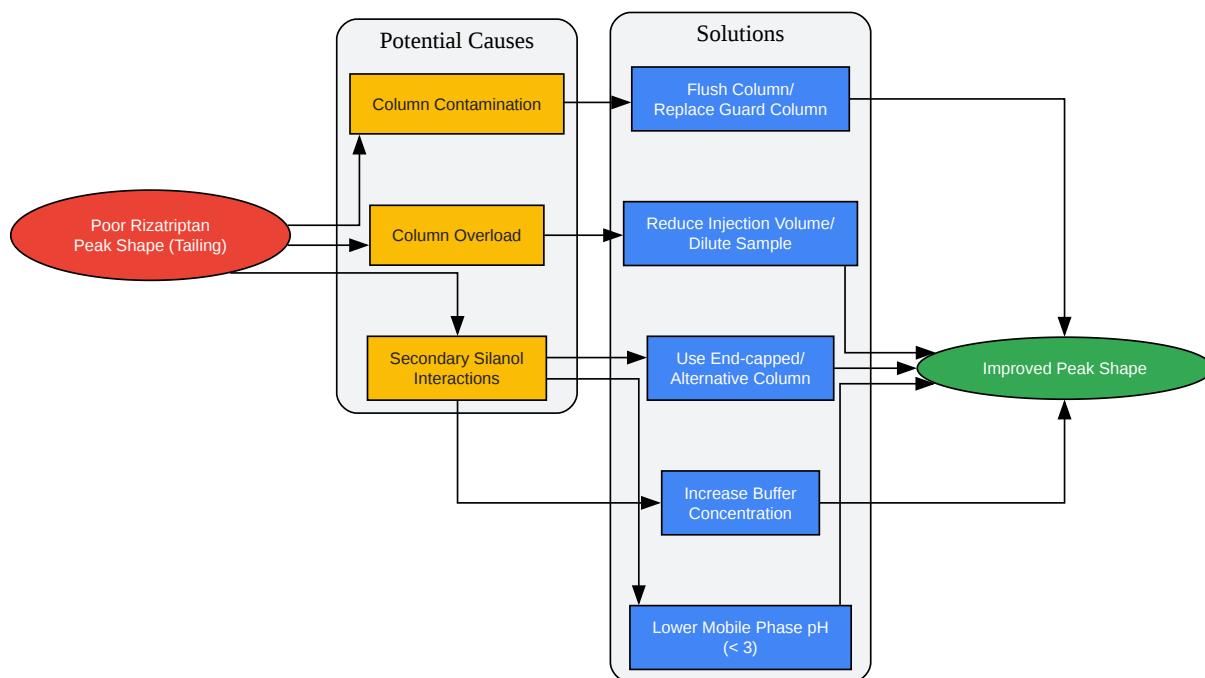 Potential Causes
Solutions
Column Contamination
Flush Column/
Replace Guard Column
Poor Rizatriptan
Peak Shape (Tailing)
Column Overload
Reduce Injection Volume/
Dilute Sample
Secondary Silanol
Interactions
Use End-capped/
Alternative Column
Improved Peak Shape
Increase Buffer
Concentration
Lower Mobile Phase pH
(< 3)